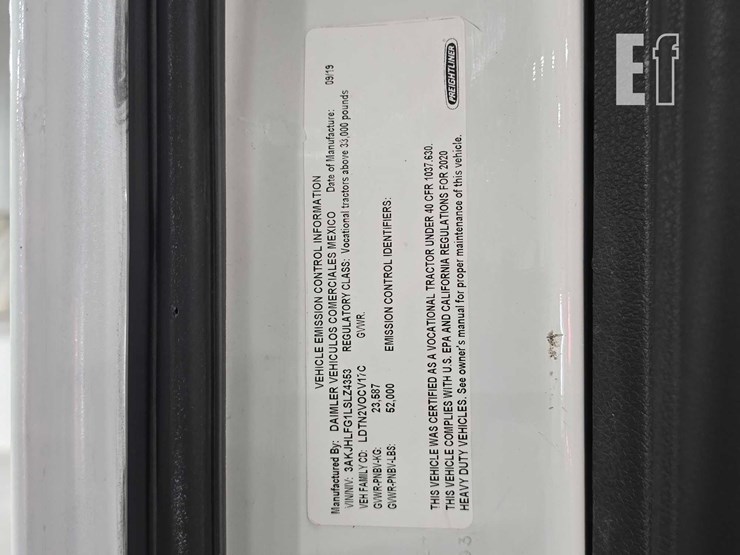 VEHICLE EMISSION CONTROL INFORMATION
Manufactured By: DAIMLER VEHICULOS COMERCIALES MEXICO Date of Manufacture: 09/19
VIN/NIV: 3AKJHLFG1LSLZ4353 REGULATORY CLASS: Vocational tractors above 33,000 pounds
VEH FAMILY CD: LDTN2VOCV17C GVWR:
GVWR-PNBV-KG: 23,587
GVWR-PNBV-LBS: 52,000 EMISSION CONTROL IDENTIFIERS:
THIS VEHICLE WAS CERTIFIED AS A VOCATIONAL TRACTOR UNDER 40 CFR 1037.630.
THIS VEHICLE COMPLIES WITH U.S. EPA AND CALIFORNIA REGULATIONS FOR 2020
HEAVY DUTY VEHICLES. See owner's manual for proper maintenance of this vehicle.
FREIGHTLINER
Ef